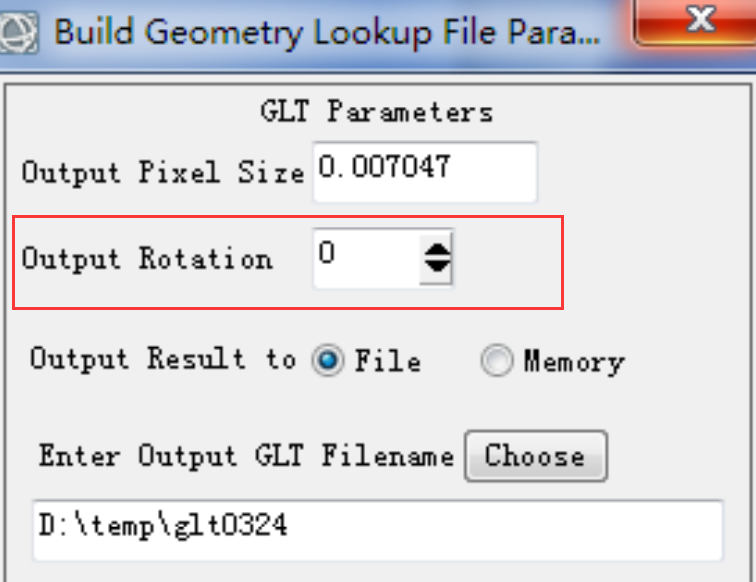 Build Geometry Lookup File Para...
GLT Parameters
Output Pixel Size 0.007047
Output Rotation 0
Output Result to File Memory
Enter Output GLT Filename Choose
D:\temp\glt0324